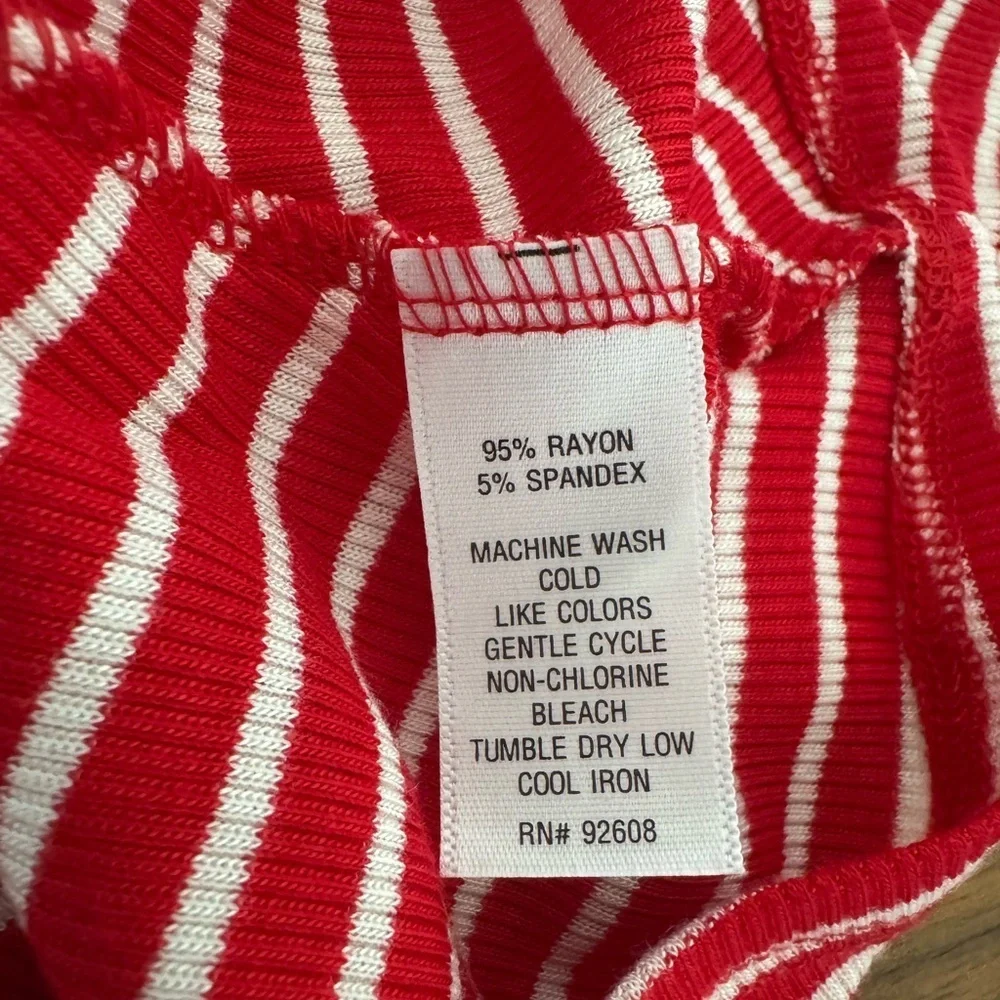 95% RAYON
5% SPANDEX
MACHINE WASH
COLD
LIKE COLORS
GENTLE CYCLE
NON-CHLORINE
BLEACH
TUMBLE DRY LOW
COOL IRON
RN# 92608